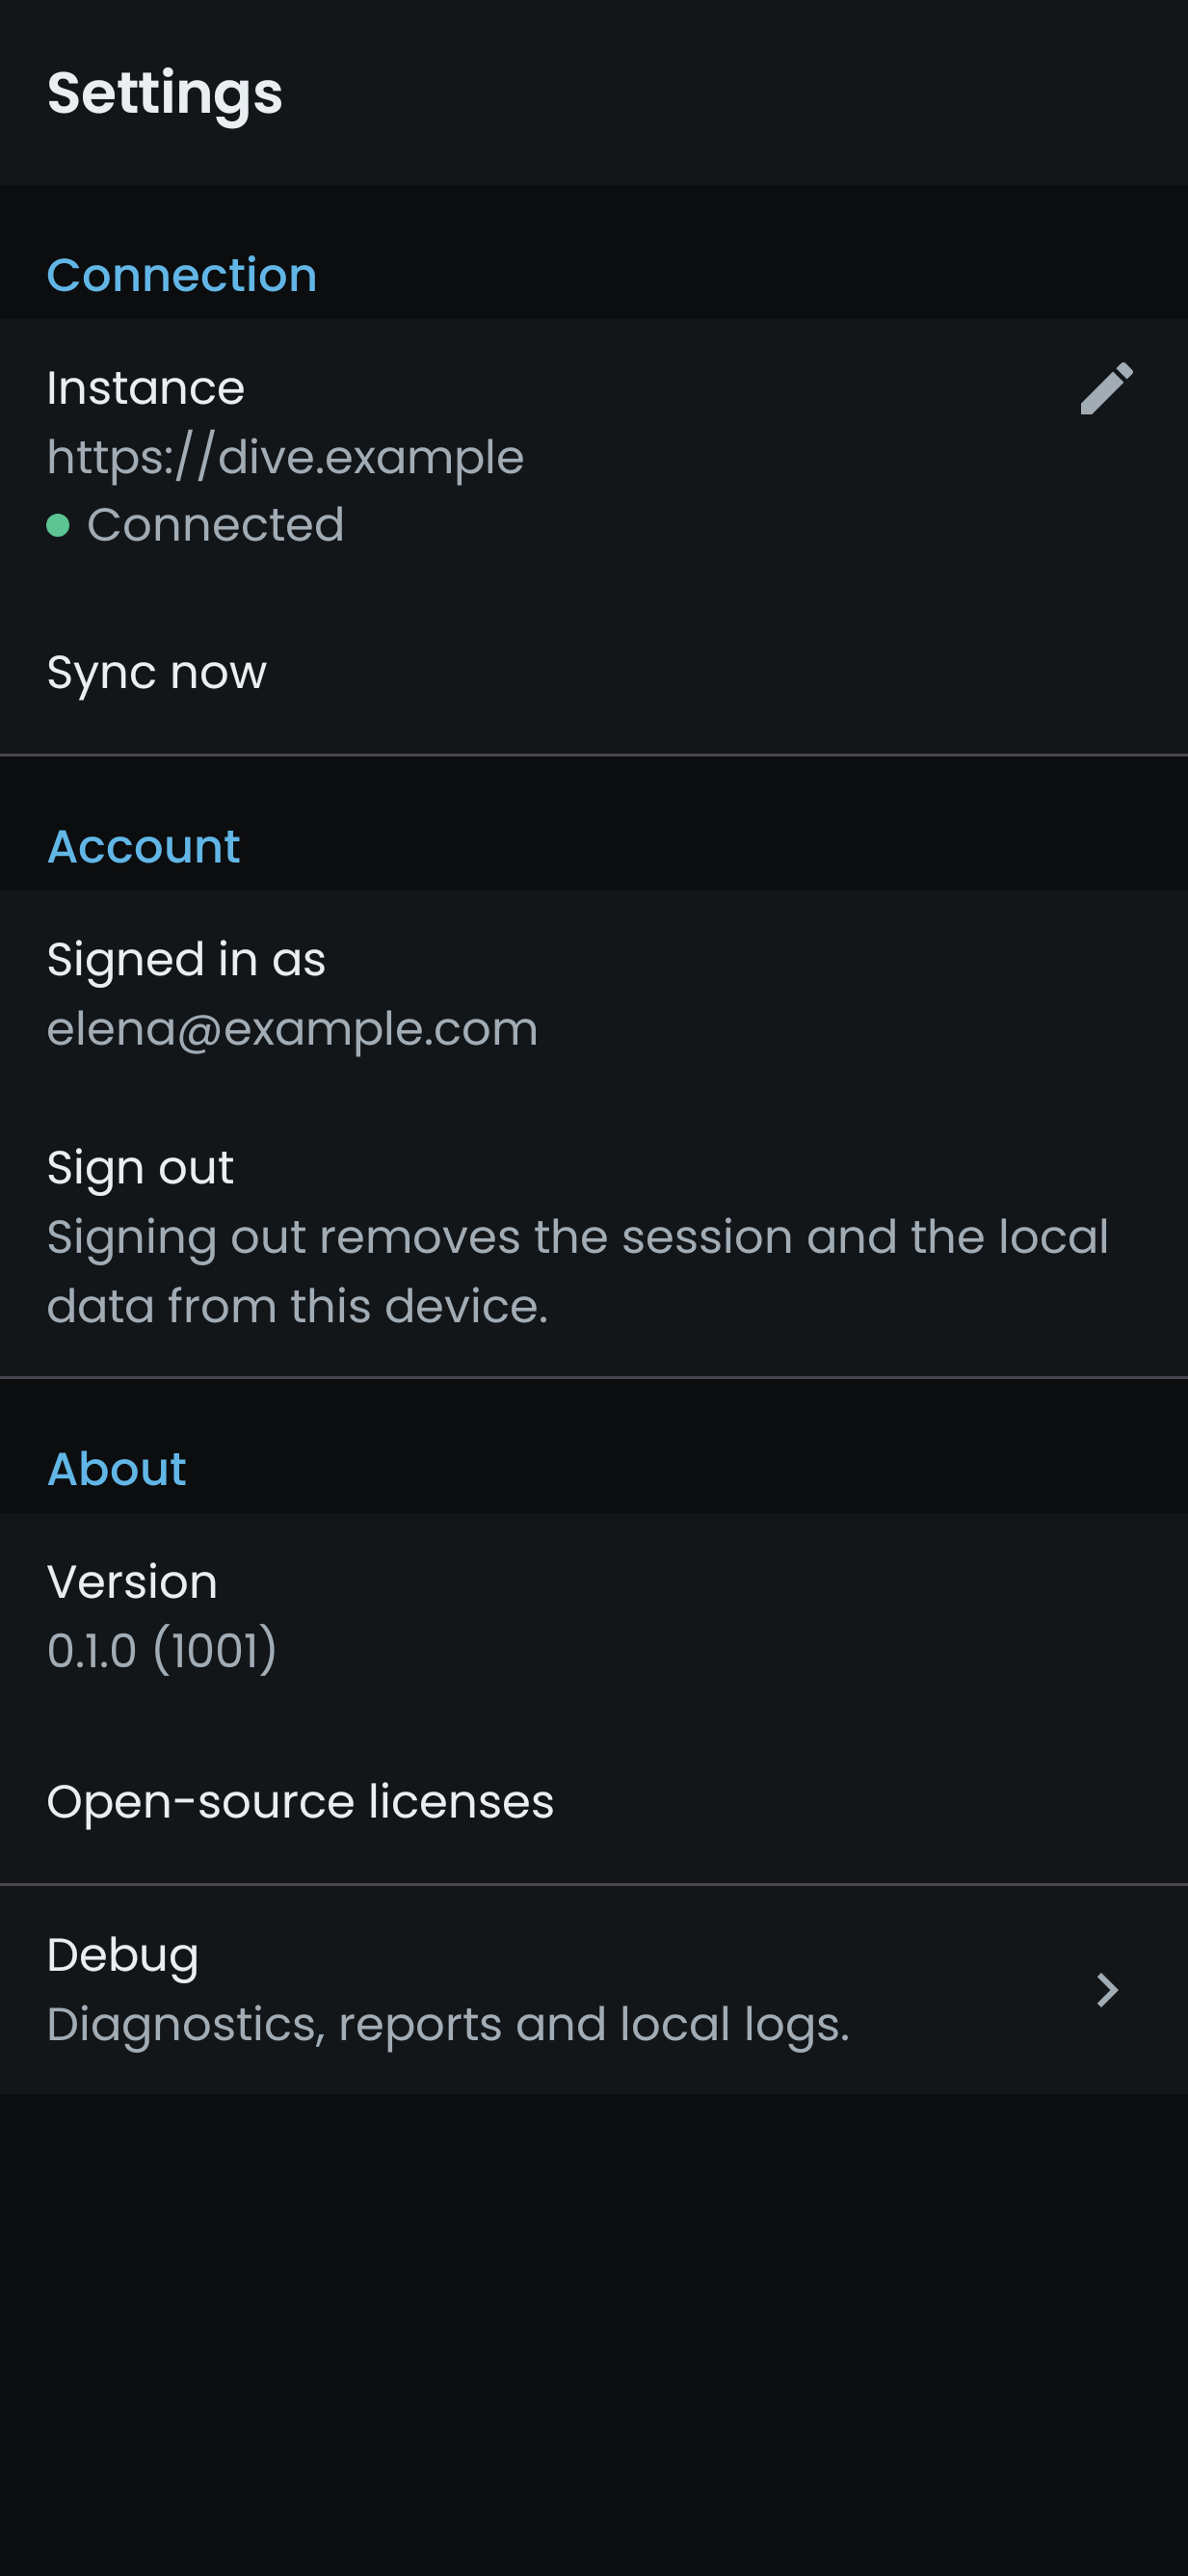 Settings
Connection
Instance
https://dive.example
Connected
Sync now
Account
Signed in as
elena@example.com
Sign out
Signing out removes the session and the local
data from this device.
About
Version
0.1.0 (1001)
Open-source licenses
Debug
Diagnostics, reports and local logs.